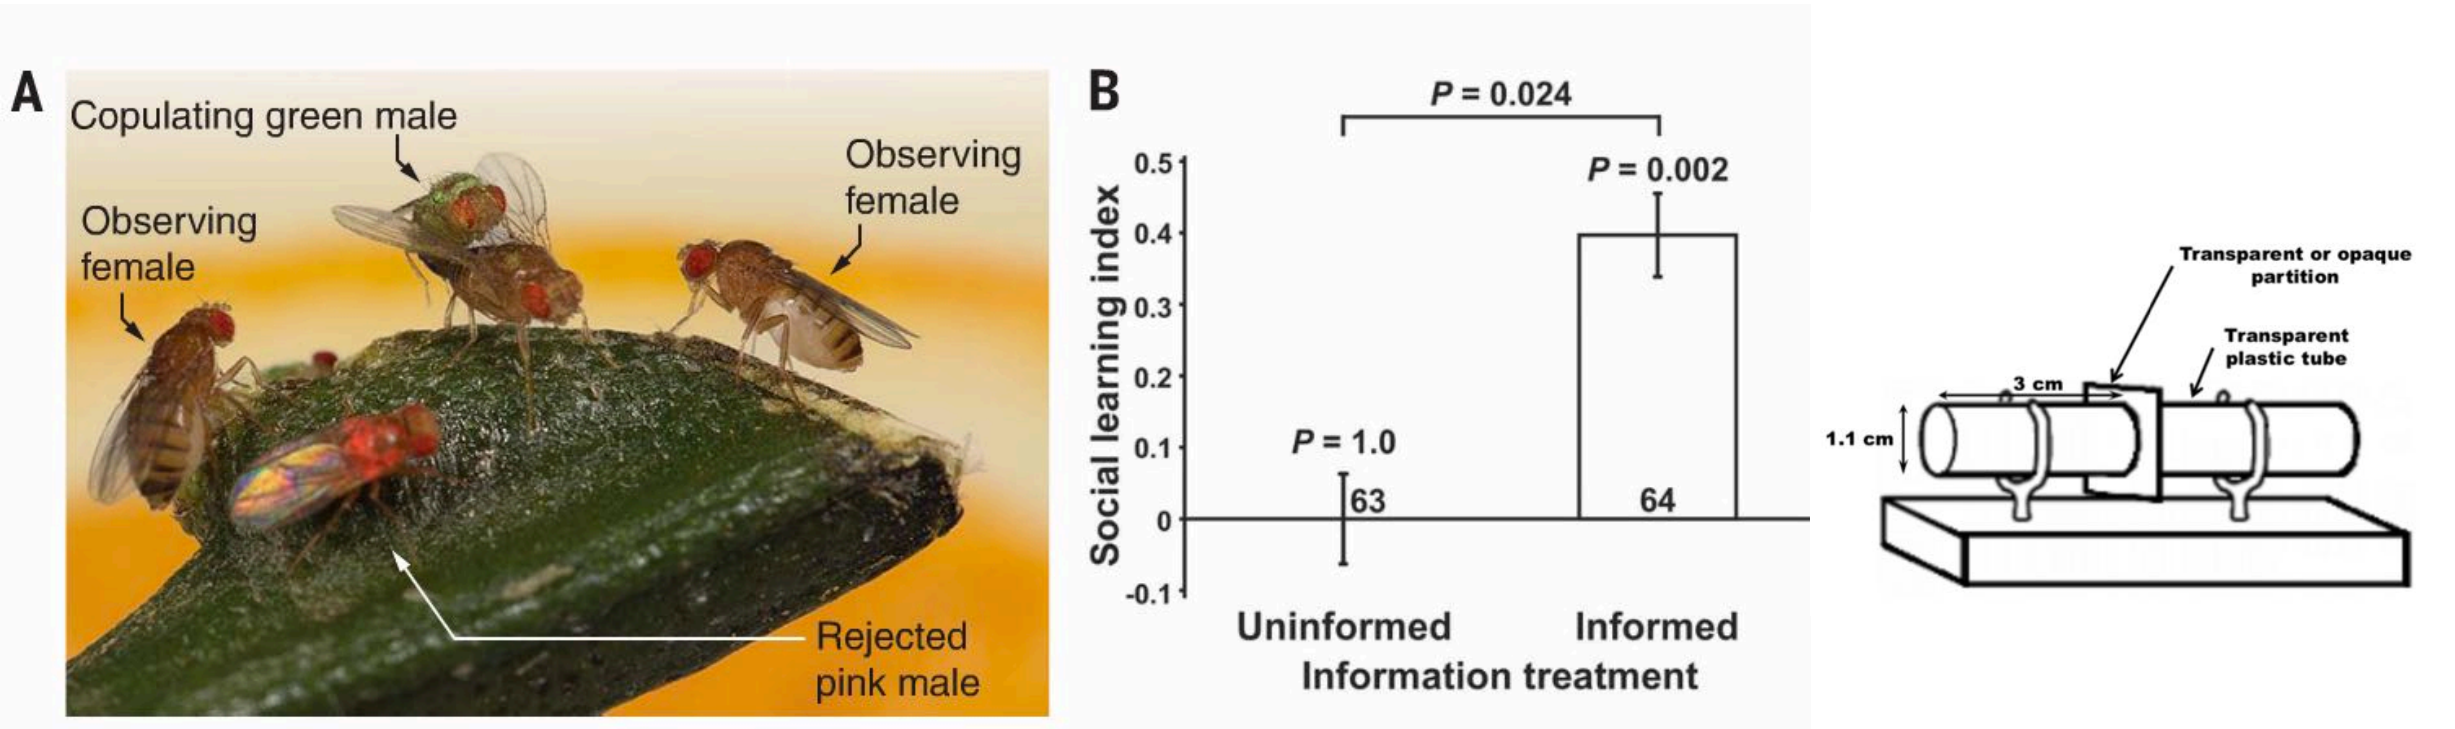 A
Copulating green male
Observing
female
Observing
female
Rejected
pink male
B
P = 0.024
P = 0.002
P = 1.0
Social learning index
0.5
0.4
0.3
0.2
0.1
0
-0.1
63
64
Uninformed
Informed
Information treatment
Transparent or opaque
partition
Transparent
plastic tube
3 cm
1.1 cm